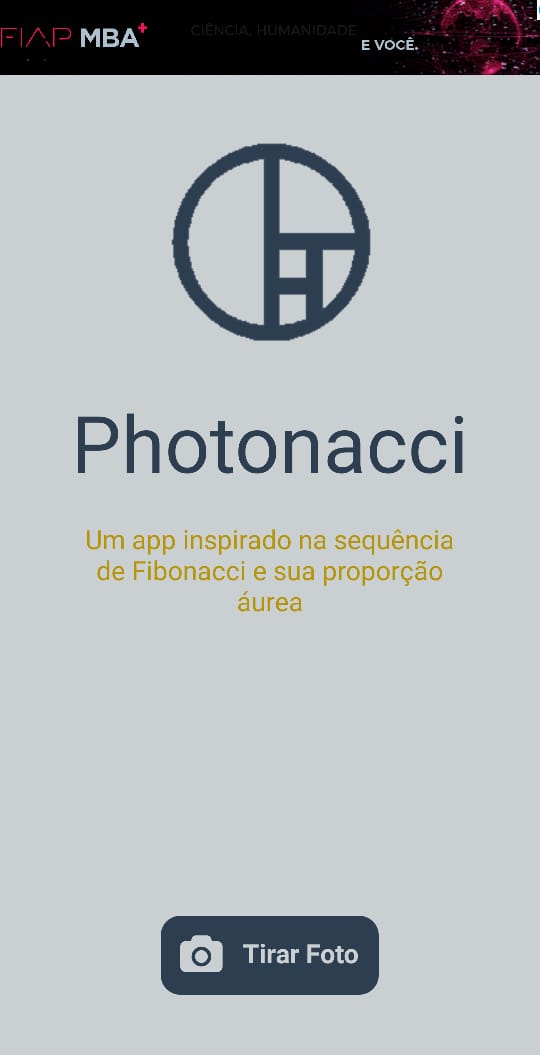 FIAP MBA+
CIÊNCIA, HUMANIDADE
E VOCÊ.
Photonacci
Um app inspirado na sequência
de Fibonacci e sua proporção
áurea
Tirar Foto